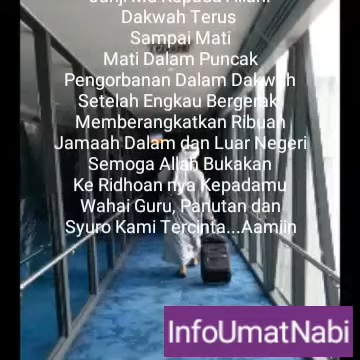 Dakwah Terus
Sampai Mati
Mati Dalam Puncak
Pengorbanan Dalam Dakwah
Setelah Engkau Bergerak
Memberangkatkan Ribuan
Jamaah Dalam dan Luar Negeri
Semoga Allah Bukakan
Ke Ridhoan nya Kepadamu
Wahai Guru, Panutan dan
Syuro Kami Tercinta...Aamiin
InfoUmatNabi